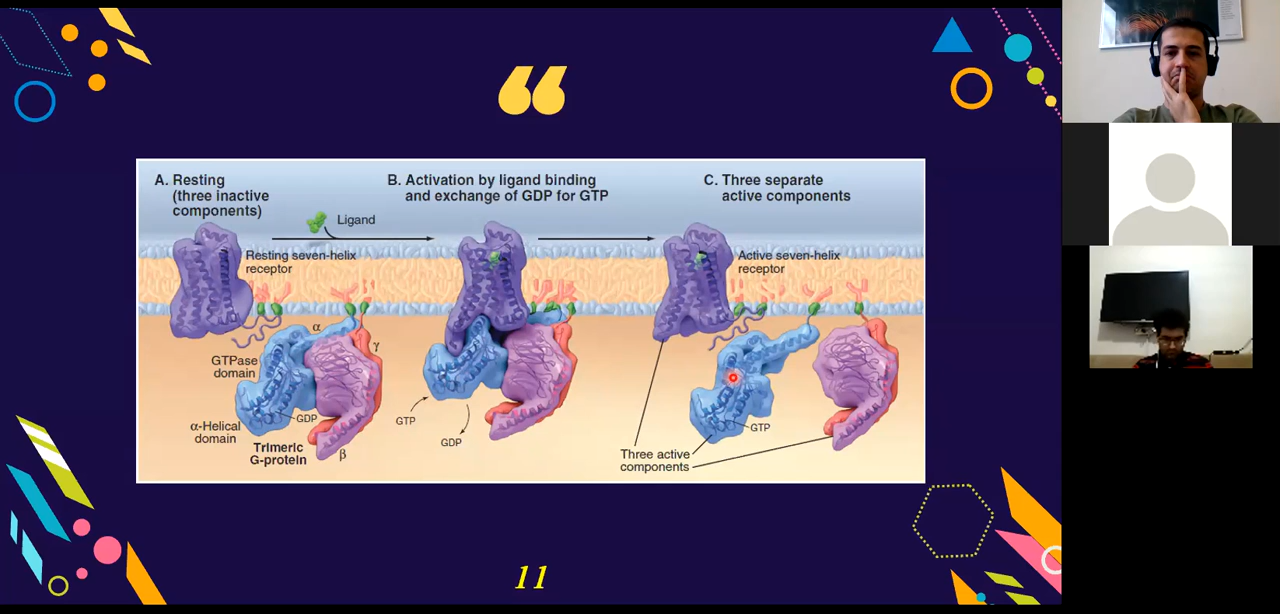 “
A. Resting
(three inactive
components)
B. Activation by ligand binding
and exchange of GDP for GTP
C. Three separate
active components
Ligand
Resting seven-helix
receptor
Active seven-helix
receptor
α
γ
GTPase
domain
α-Helical
domain
GDP
Trimeric
G-protein
β
GTP
GDP
GTP
Three active
components
11